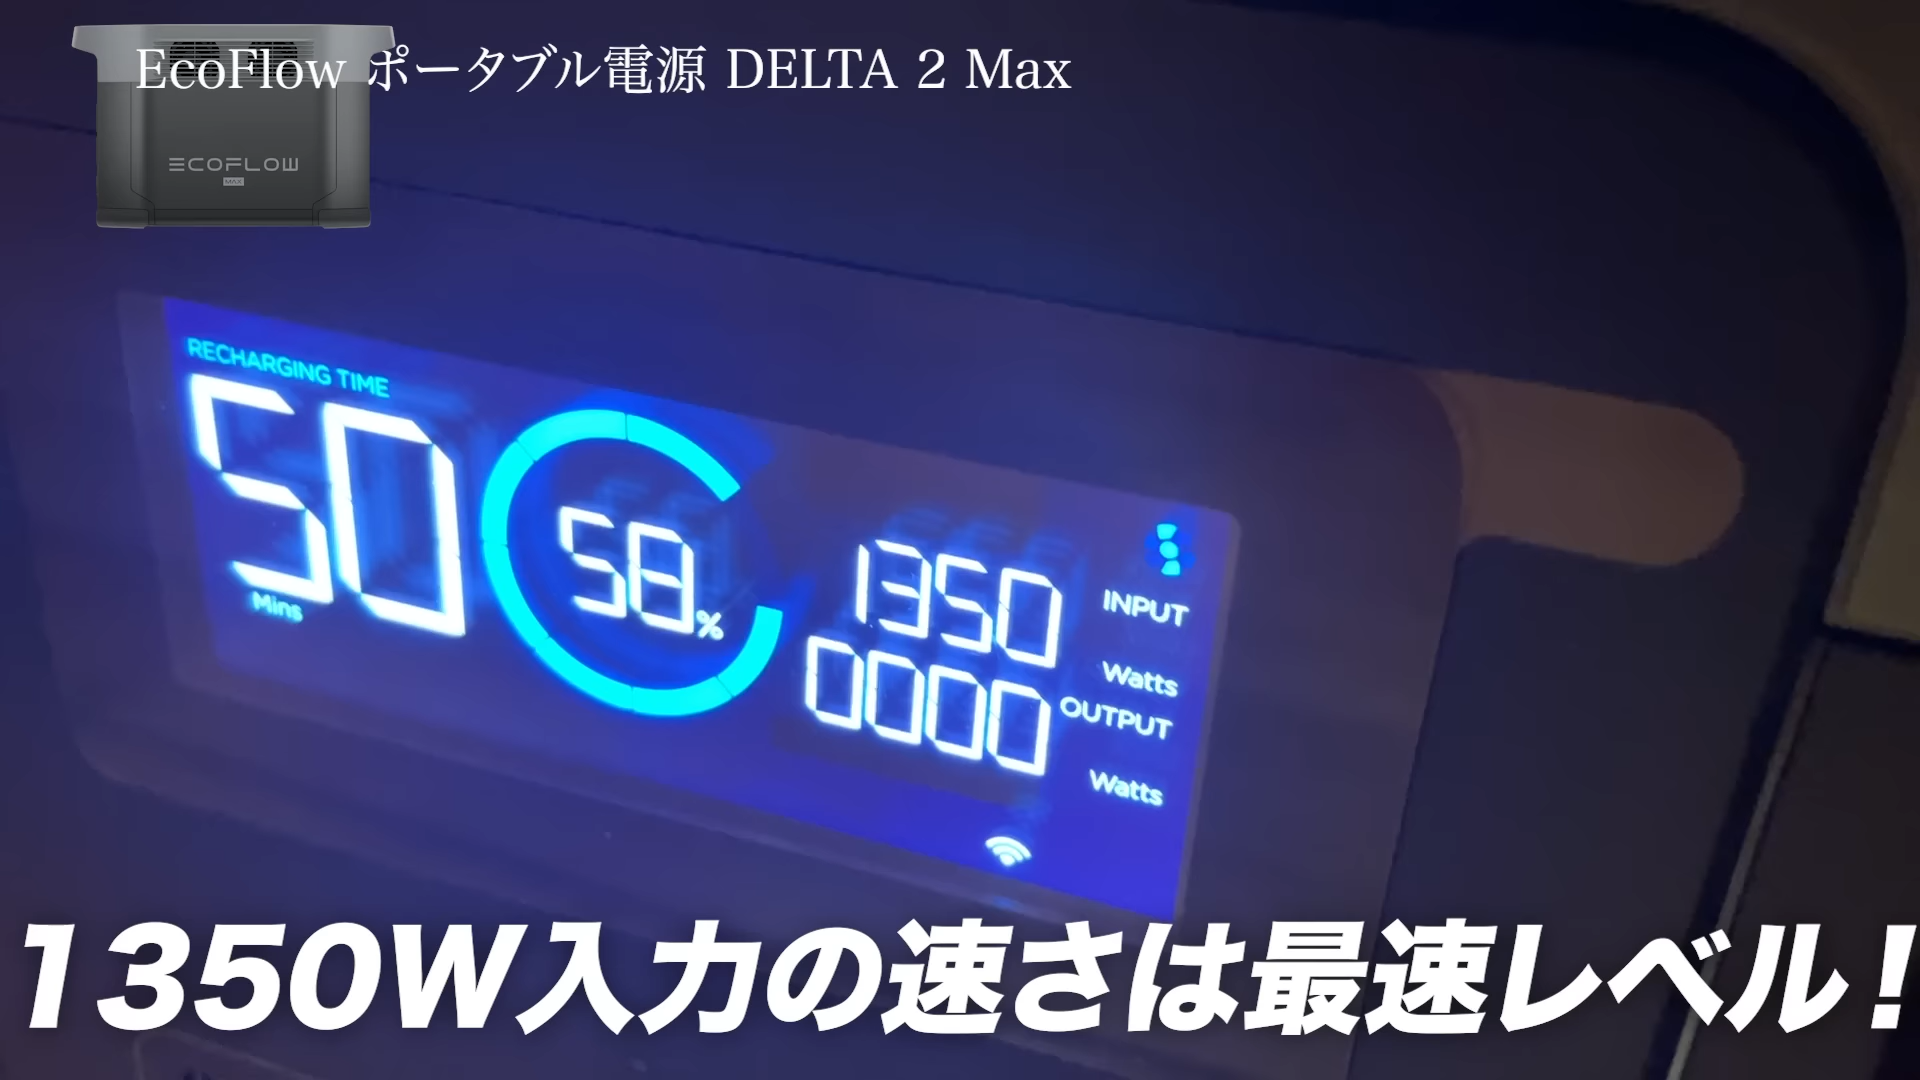 EcoFlow ポータブル電源 DELTA 2 Max
ECOFLOW
MAX
RECHARGING TIME
50
Mins
58%
1350
INPUT
Watts
0000
OUTPUT
Watts
1350W入力の速さは最速レベル！